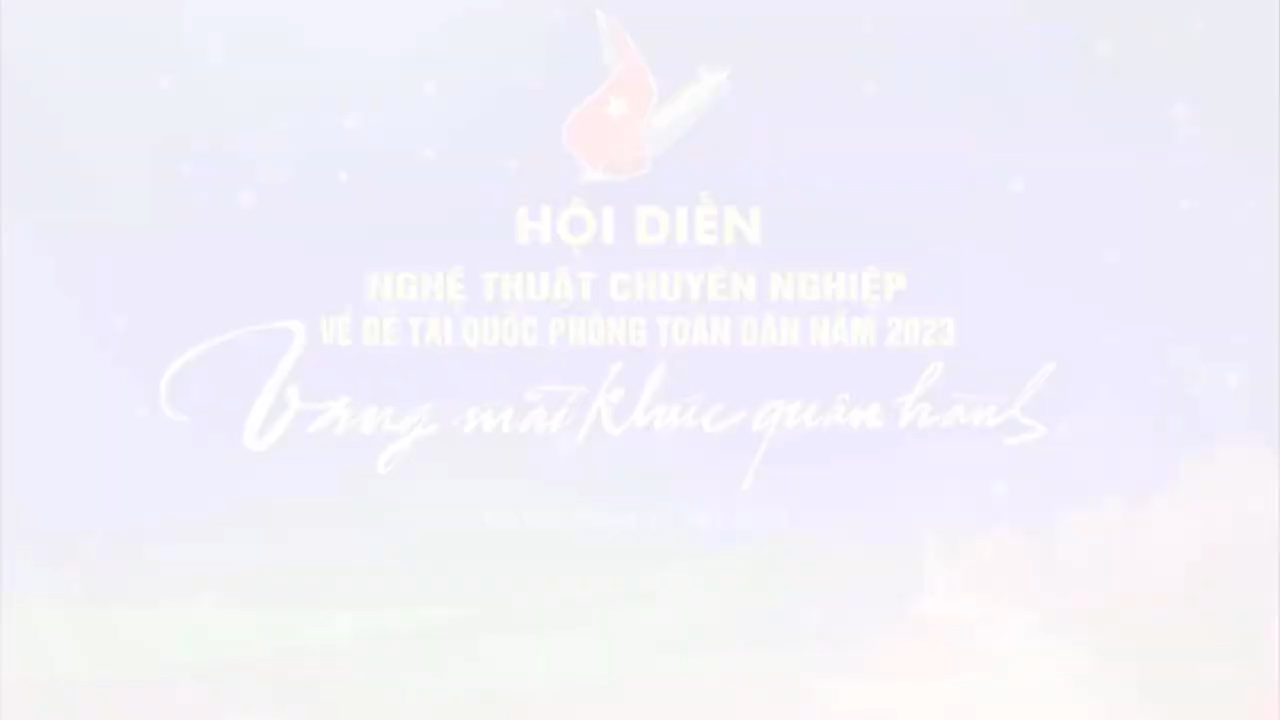 HỘI DIỄN
NGHỆ THUẬT CHUYÊN NGHIỆP
VỀ ĐỀ TÀI QUỐC PHÒNG TOÀN DÂN NĂM 2023
Vang mãi khúc quân hành